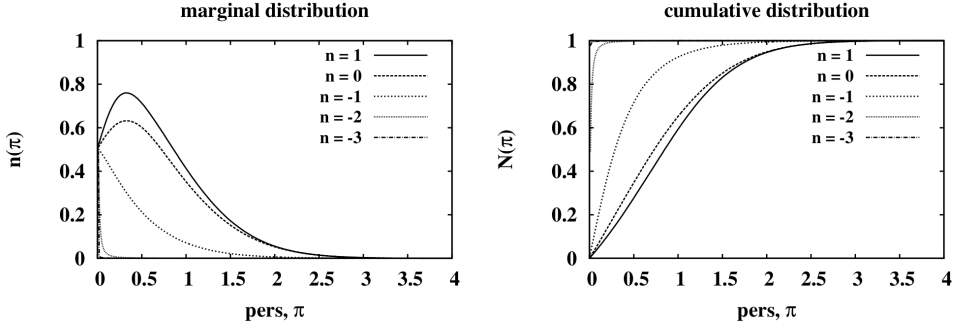 marginal distribution
n(π)
1
0.8
0.6
0.4
0.2
0
0 0.5 1 1.5 2 2.5 3 3.5 4
pers, π
n = 1
n = 0
n = -1
n = -2
n = -3
cumulative distribution
N(π)
1
0.8
0.6
0.4
0.2
0
0 0.5 1 1.5 2 2.5 3 3.5 4
pers, π
n = 1
n = 0
n = -1
n = -2
n = -3